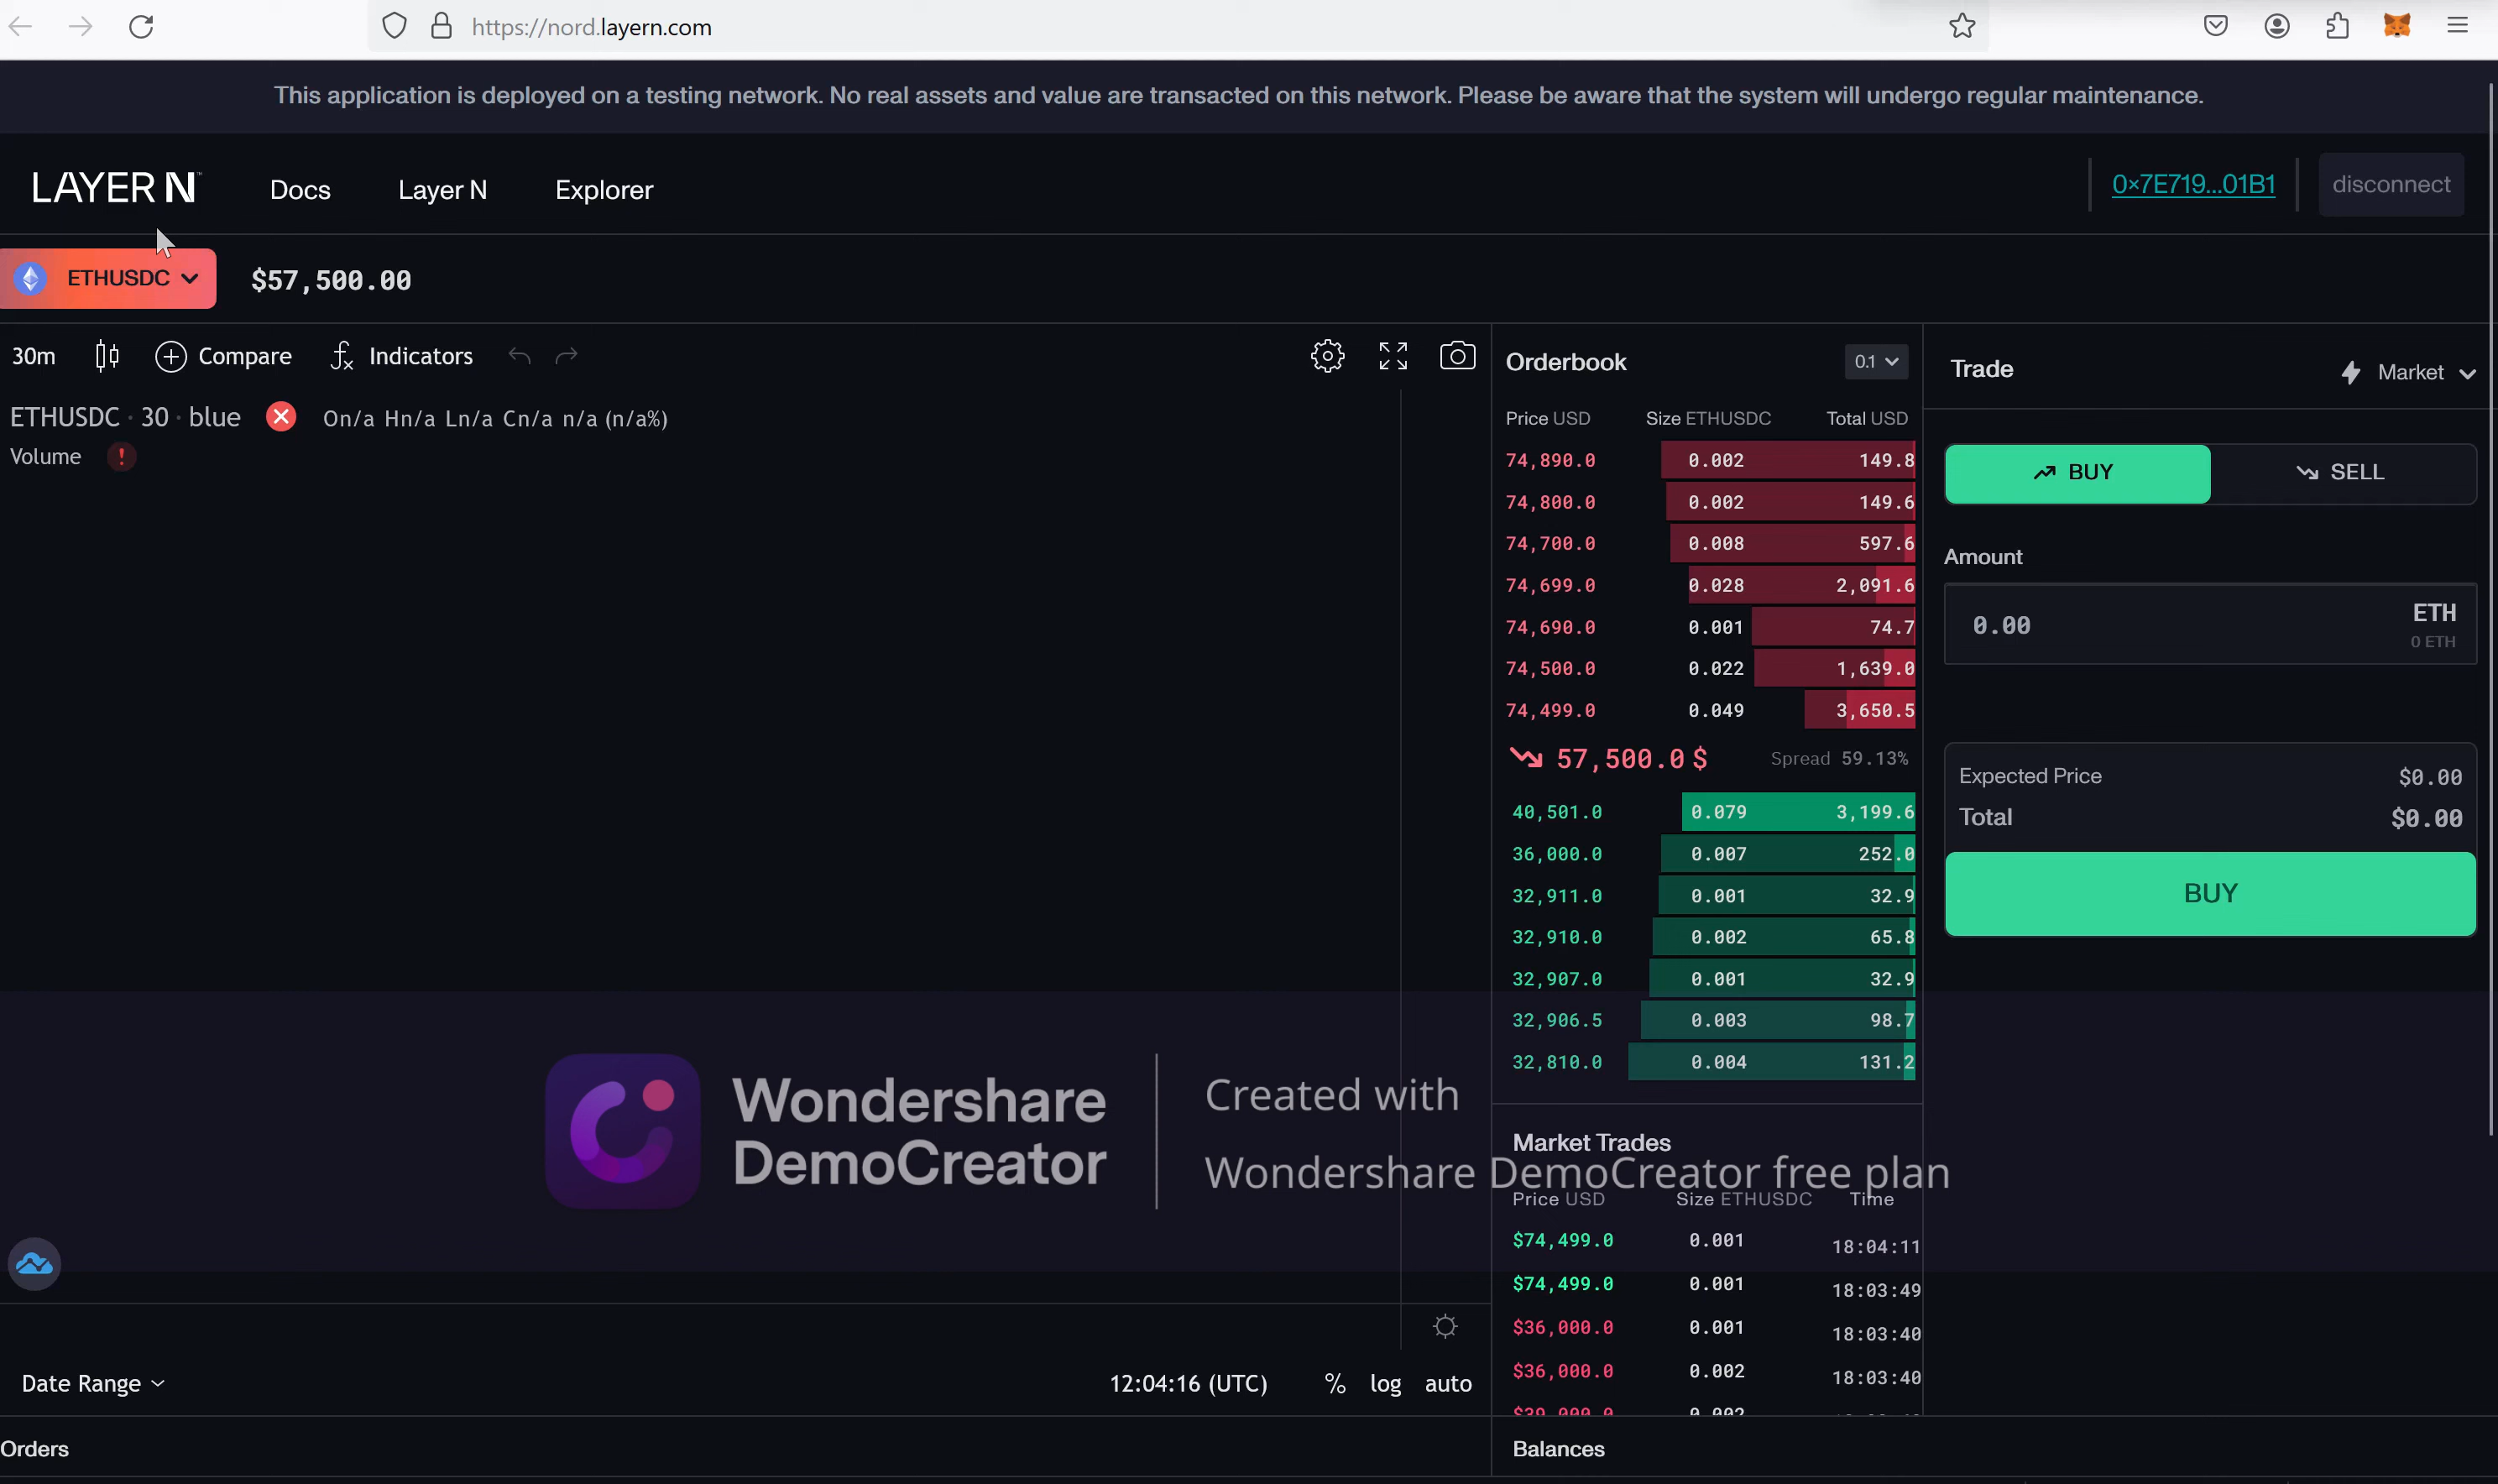 https://nord.layern.com
This application is deployed on a testing network. No real assets and value are transacted on this network. Please be aware that the system will undergo regular maintenance.
LAYER N™ Docs Layer N Explorer 0×7E719...01B1 disconnect
ETHUSDC $57,500.00
30m Compare Indicators
ETHUSDC · 30 · blue On/a Hn/a Ln/a Cn/a n/a (n/a%)
Volume !
Orderbook 0.1
Price USD Size ETHUSDC Total USD
74,890.0 0.002 149.8
74,800.0 0.002 149.6
74,700.0 0.008 597.6
74,699.0 0.028 2,091.6
74,690.0 0.001 74.7
74,500.0 0.022 1,639.0
74,499.0 0.049 3,650.5
57,500.0 $ Spread 59.13%
40,501.0 0.079 3,199.6
36,000.0 0.007 252.0
32,911.0 0.001 32.9
32,910.0 0.002 65.8
32,907.0 0.001 32.9
32,906.5 0.003 98.7
32,810.0 0.004 131.2
Trade Market
BUY SELL
Amount
0.00 ETH
0 ETH
Expected Price $0.00
Total $0.00
BUY
Wondershare
DemoCreator
Created with
Wondershare DemoCreator free plan
Market Trades
Price USD Size ETHUSDC Time
$74,499.0 0.001 18:04:11
$74,499.0 0.001 18:03:49
$36,000.0 0.001 18:03:40
$36,000.0 0.002 18:03:40
$39,000.0 0.002
Date Range 12:04:16 (UTC) % log auto
Orders
Balances